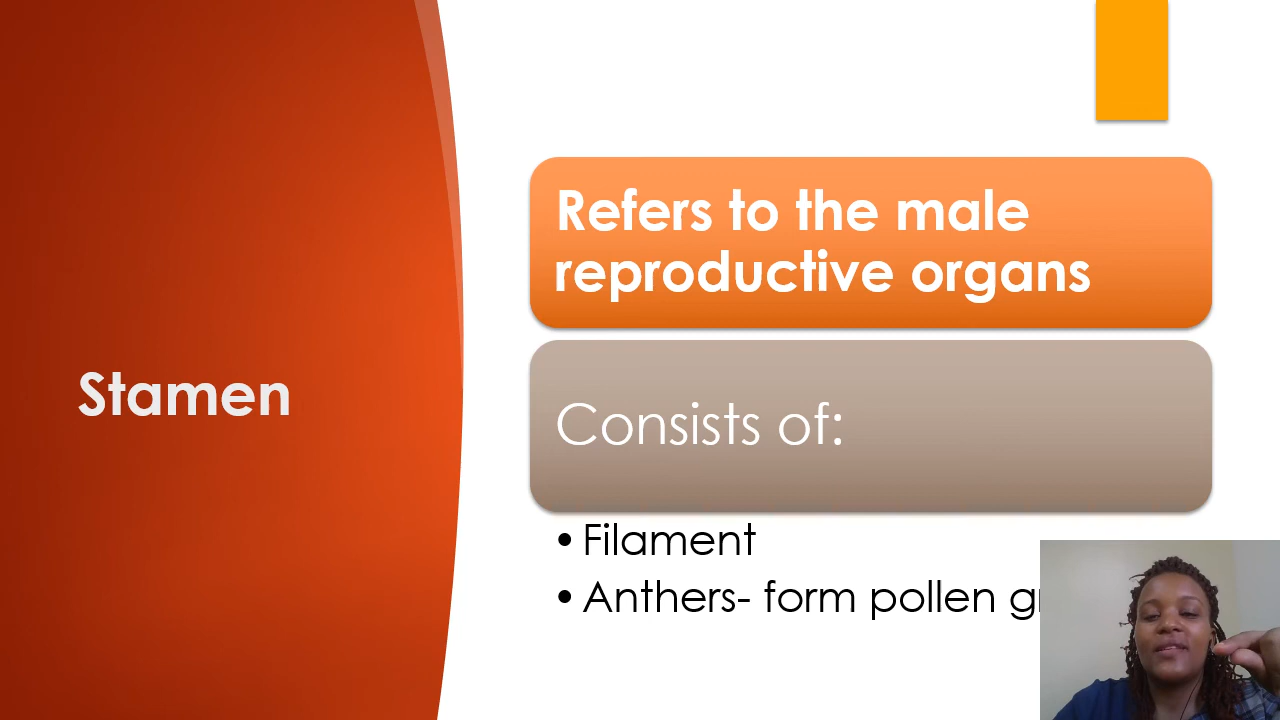 Stamen
Refers to the male
reproductive organs
Consists of:
• Filament
• Anthers- form pollen